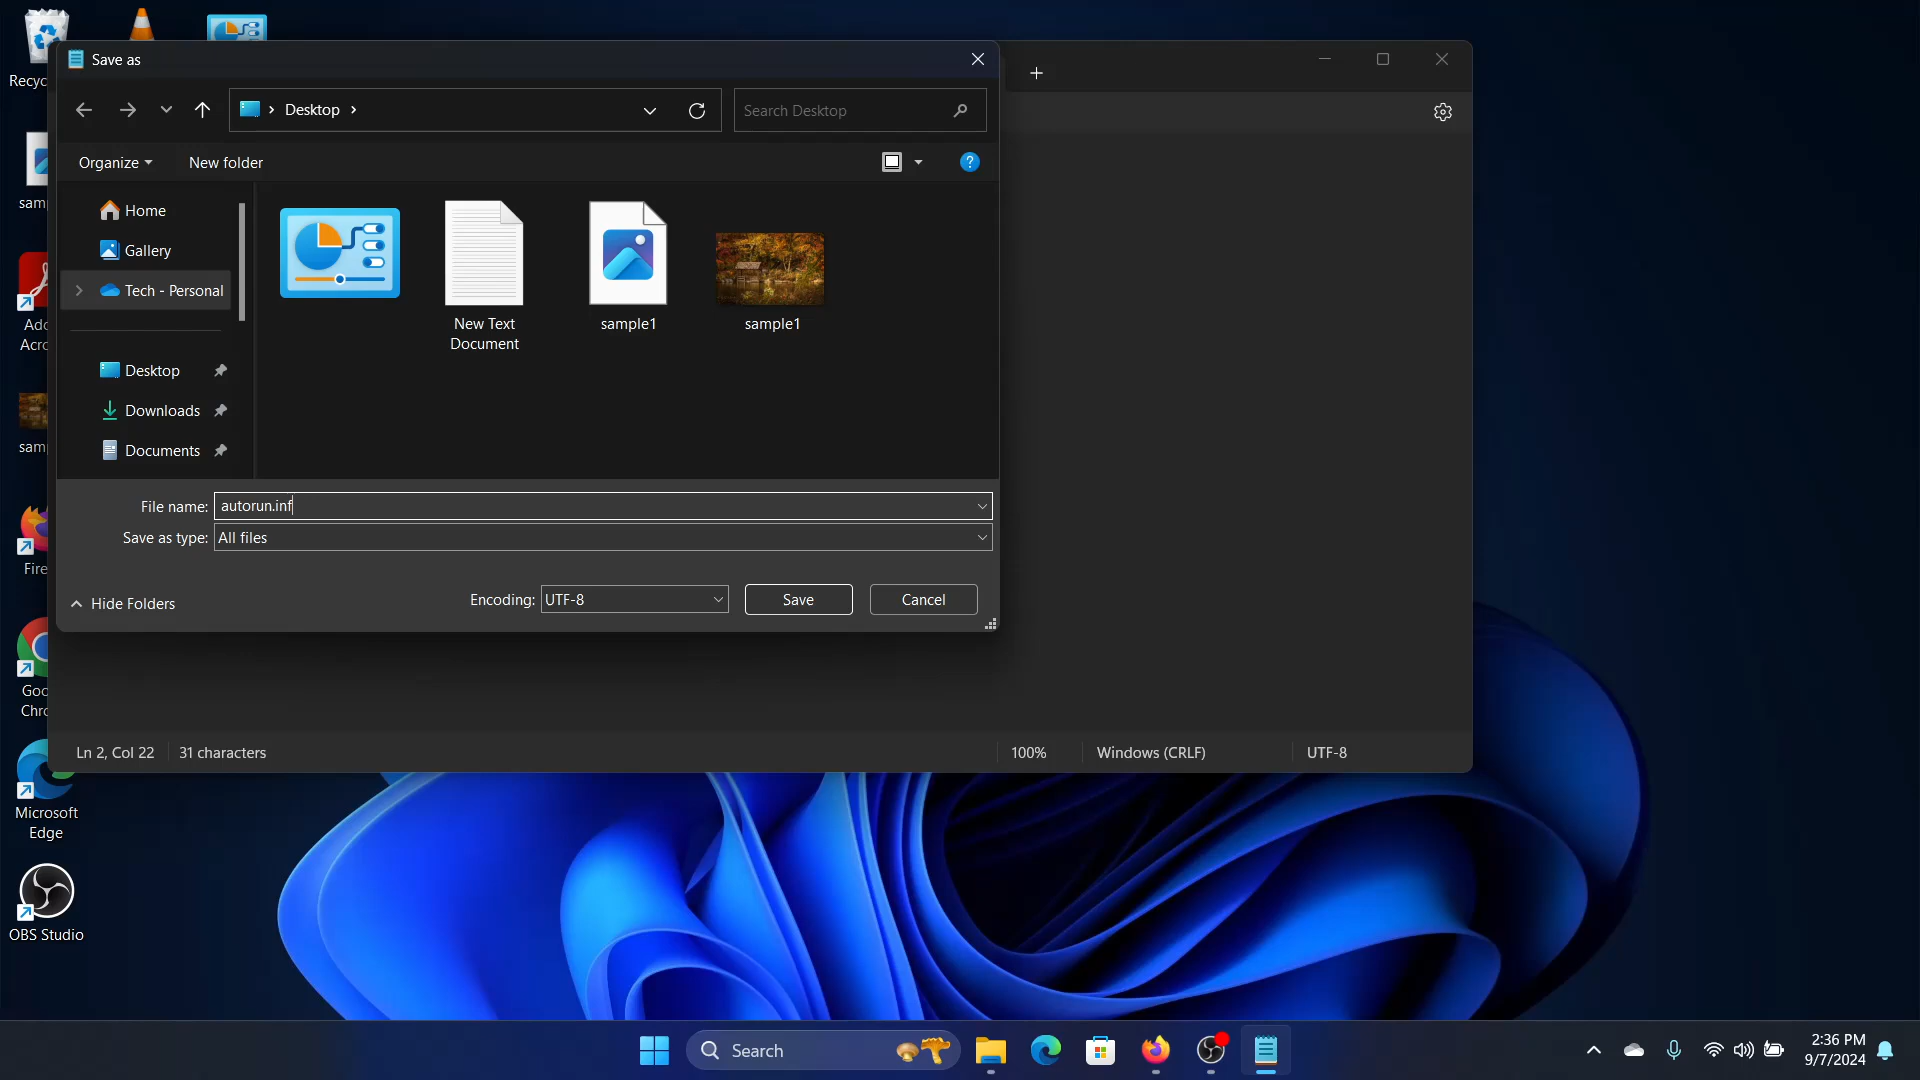 Save as
Desktop
Search Desktop
Organize
New folder
Home
Gallery
Tech - Personal
Desktop
Downloads
Documents
New Text
Document
sample1
sample1
File name: autorun.inf
Save as type: All files
Hide Folders
Encoding: UTF-8
Save
Cancel
Ln 2, Col 22
31 characters
100%
Windows (CRLF)
UTF-8
Recyc
sam
Ado
Acro
sam
Fire
Goo
Chro
Microsoft
Edge
OBS Studio
Search
2:36 PM
9/7/2024